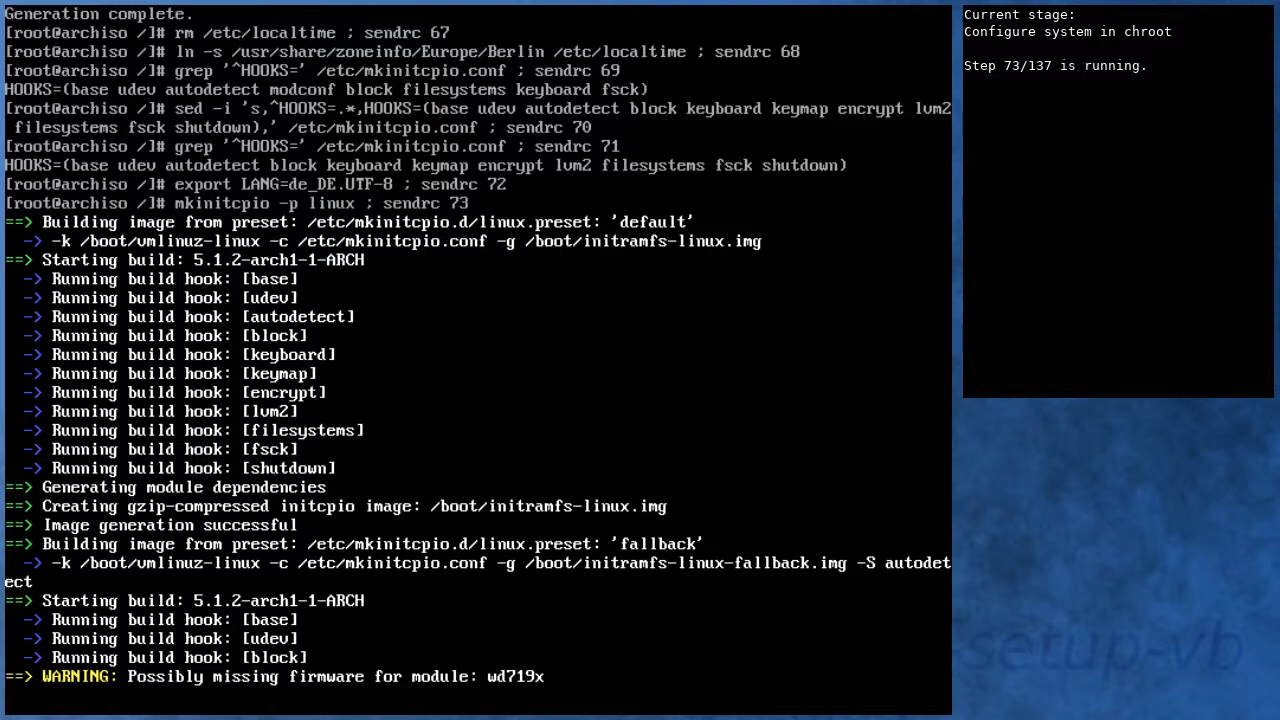 Generation complete.
[root@archiso /]# rm /etc/localtime ; sendrc 67
[root@archiso /]# ln -s /usr/share/zoneinfo/Europe/Berlin /etc/localtime ; sendrc 68
[root@archiso /]# grep '^HOOKS=' /etc/mkinitcpio.conf ; sendrc 69
HOOKS=(base udev autodetect modconf block filesystems keyboard fsck)
[root@archiso /]# sed -i 's,^HOOKS=.*,HOOKS=(base udev autodetect block keyboard keymap encrypt lvm2
 filesystems fsck shutdown),' /etc/mkinitcpio.conf ; sendrc 70
[root@archiso /]# grep '^HOOKS=' /etc/mkinitcpio.conf ; sendrc 71
HOOKS=(base udev autodetect block keyboard keymap encrypt lvm2 filesystems fsck shutdown)
[root@archiso /]# export LANG=de_DE.UTF-8 ; sendrc 72
[root@archiso /]# mkinitcpio -p linux ; sendrc 73
==> Building image from preset: /etc/mkinitcpio.d/linux.preset: 'default'
  -> -k /boot/vmlinuz-linux -c /etc/mkinitcpio.conf -g /boot/initramfs-linux.img
==> Starting build: 5.1.2-arch1-1-ARCH
  -> Running build hook: [base]
  -> Running build hook: [udev]
  -> Running build hook: [autodetect]
  -> Running build hook: [block]
  -> Running build hook: [keyboard]
  -> Running build hook: [keymap]
  -> Running build hook: [encrypt]
  -> Running build hook: [lvm2]
  -> Running build hook: [filesystems]
  -> Running build hook: [fsck]
  -> Running build hook: [shutdown]
==> Generating module dependencies
==> Creating gzip-compressed initcpio image: /boot/initramfs-linux.img
==> Image generation successful
==> Building image from preset: /etc/mkinitcpio.d/linux.preset: 'fallback'
  -> -k /boot/vmlinuz-linux -c /etc/mkinitcpio.conf -g /boot/initramfs-linux-fallback.img -S autodet
ect
==> Starting build: 5.1.2-arch1-1-ARCH
  -> Running build hook: [base]
  -> Running build hook: [udev]
  -> Running build hook: [block]
==> WARNING: Possibly missing firmware for module: wd719x
Current stage:
Configure system in chroot
Step 73/137 is running.
setup-vb